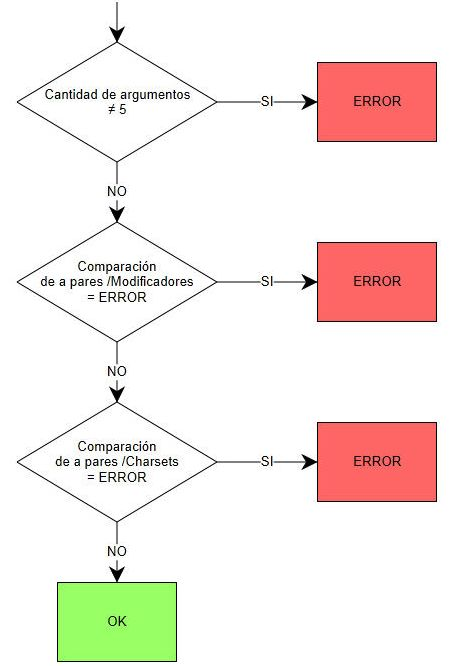 Cantidad de argumentos
≠ 5
SI
ERROR
NO
Comparación
de a pares /Modificadores
= ERROR
SI
ERROR
NO
Comparación
de a pares /Charsets
= ERROR
SI
ERROR
NO
OK